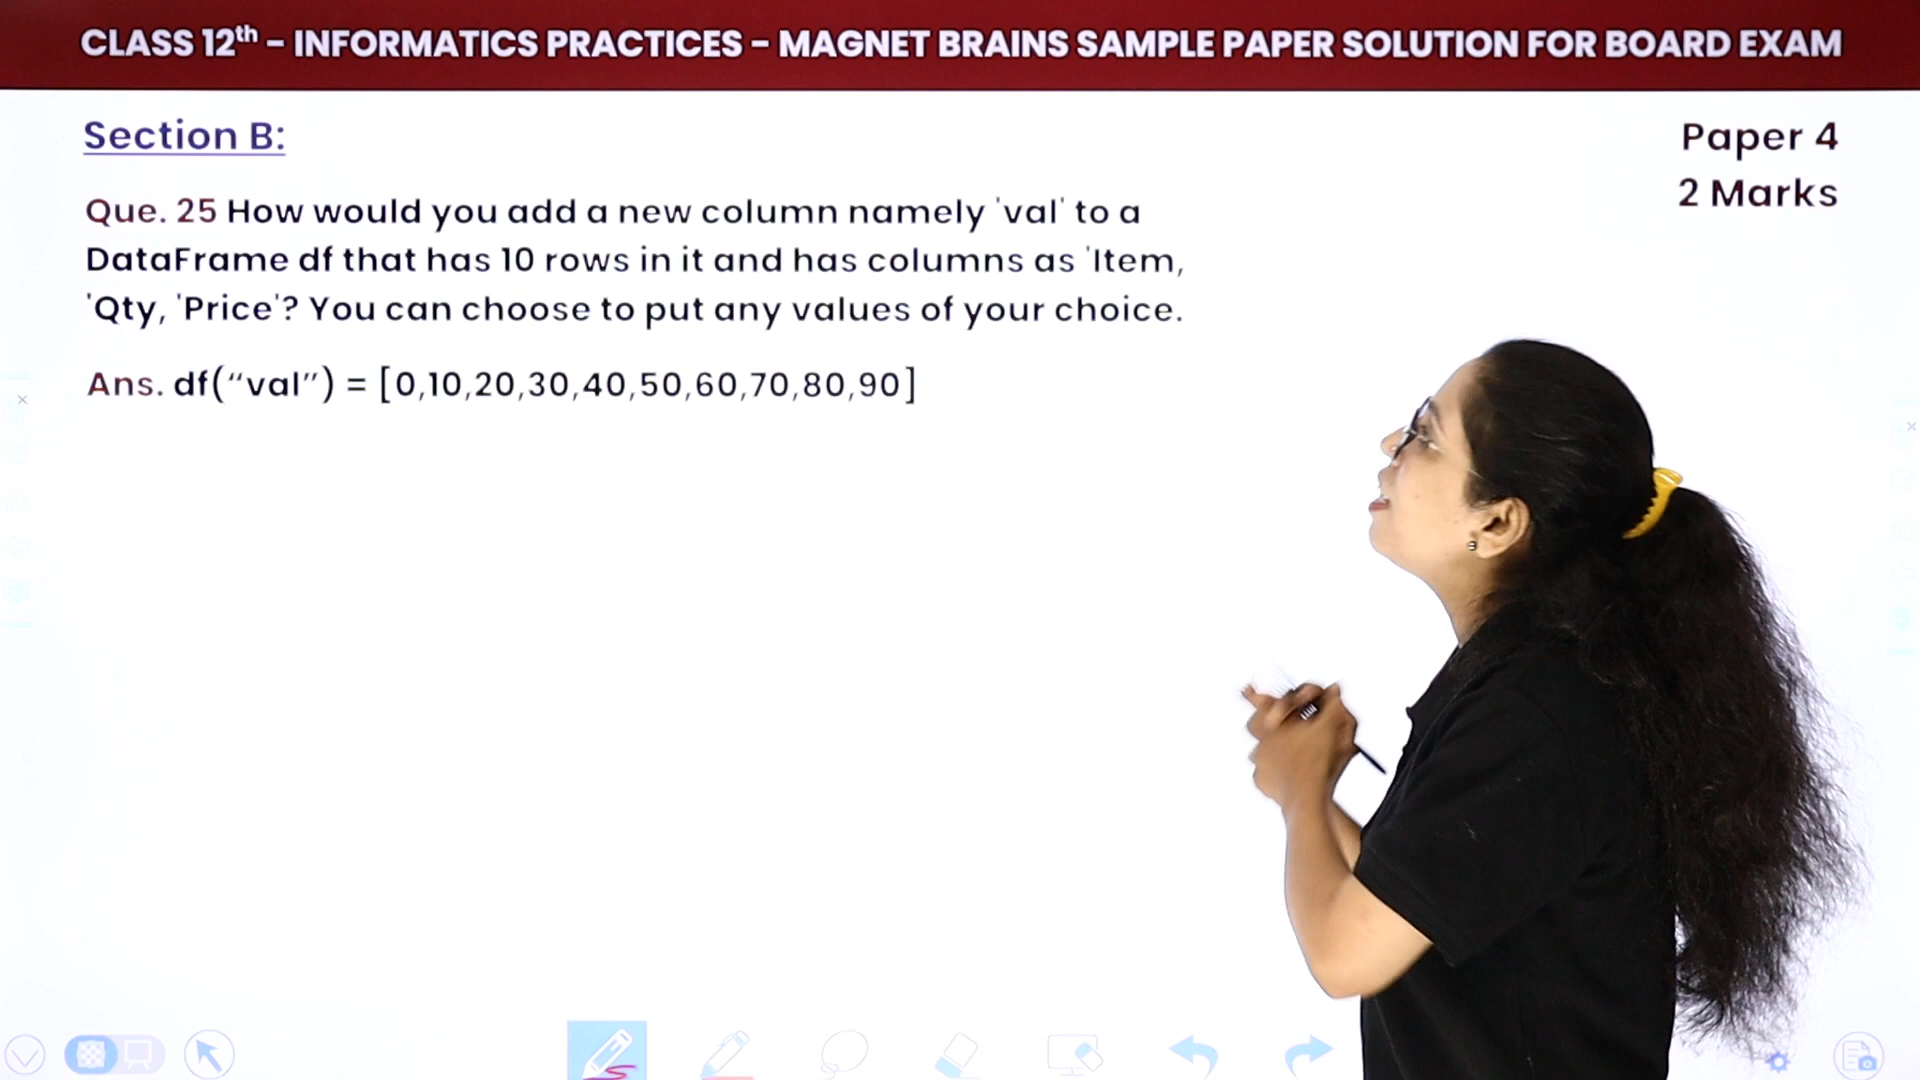 CLASS 12th – INFORMATICS PRACTICES – MAGNET BRAINS SAMPLE PAPER SOLUTION FOR BOARD EXAM
Section B:
Paper 4
2 Marks
Que. 25 How would you add a new column namely 'val' to a
DataFrame df that has 10 rows in it and has columns as 'Item,
'Qty, 'Price'? You can choose to put any values of your choice.
Ans. df(“val”) = [0,10,20,30,40,50,60,70,80,90]